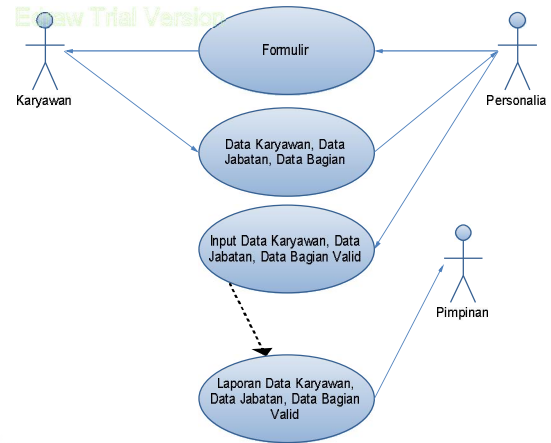 Edraw Trial Version
Formulir
Karyawan
Personalia
Data Karyawan, Data
Jabatan, Data Bagian
Input Data Karyawan, Data
Jabatan, Data Bagian Valid
Pimpinan
Laporan Data Karyawan,
Data Jabatan, Data Bagian
Valid